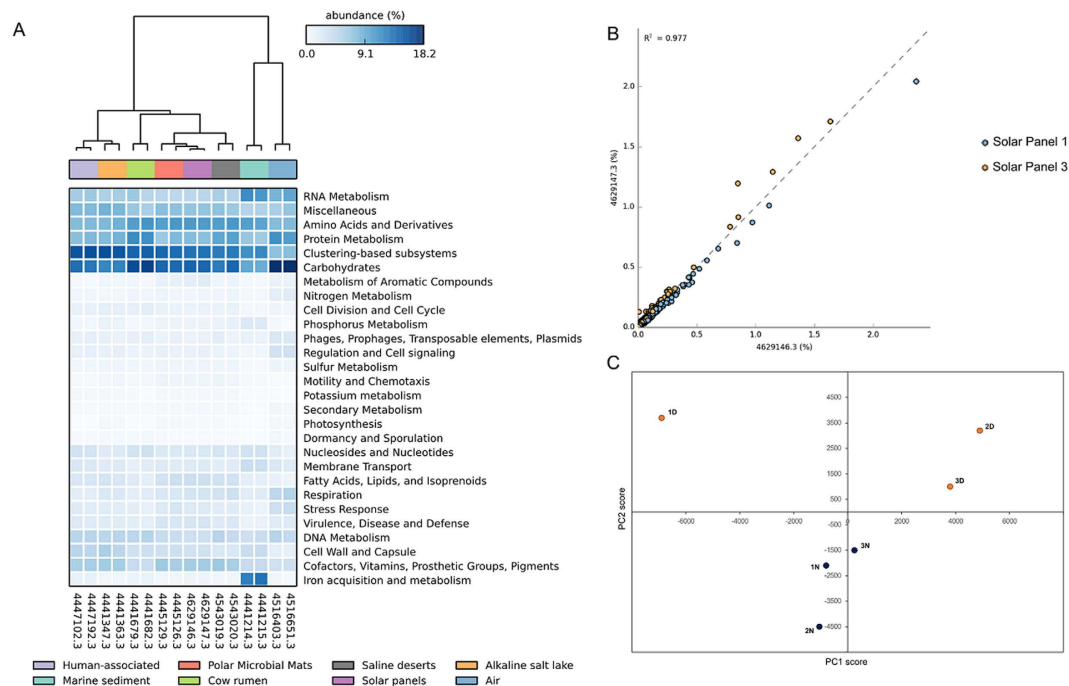 A
abundance (%)
0.0 9.1 18.2
RNA Metabolism
Miscellaneous
Amino Acids and Derivatives
Protein Metabolism
Clustering-based subsystems
Carbohydrates
Metabolism of Aromatic Compounds
Nitrogen Metabolism
Cell Division and Cell Cycle
Phosphorus Metabolism
Phages, Prophages, Transposable elements, Plasmids
Regulation and Cell signaling
Sulfur Metabolism
Motility and Chemotaxis
Potassium metabolism
Secondary Metabolism
Photosynthesis
Dormancy and Sporulation
Nucleosides and Nucleotides
Membrane Transport
Fatty Acids, Lipids, and Isoprenoids
Respiration
Stress Response
Virulence, Disease and Defense
DNA Metabolism
Cell Wall and Capsule
Cofactors, Vitamins, Prosthetic Groups, Pigments
Iron acquisition and metabolism
4447102.3
4447192.3
4441347.3
4441363.3
4441679.3
4441682.3
4445129.3
4445126.3
4629146.3
4629147.3
4543019.3
4543020.3
4441214.3
4441215.3
4516403.3
4516651.3
Human-associated Polar Microbial Mats Saline deserts Alkaline salt lake
Marine sediment Cow rumen Solar panels Air
B
R² = 0.977
4629147.3 (%)
2.0
1.5
1.0
0.5
0.0
0.0 0.5 1.0 1.5 2.0
4629146.3 (%)
Solar Panel 1
Solar Panel 3
C
PC2 score
4500
3500
2500
1500
500
-6000 -4000 -2000 0 2000 4000 6000
-1500
-2500
-3500
-4500
1D
2D
3D
3N
1N
2N
PC1 score